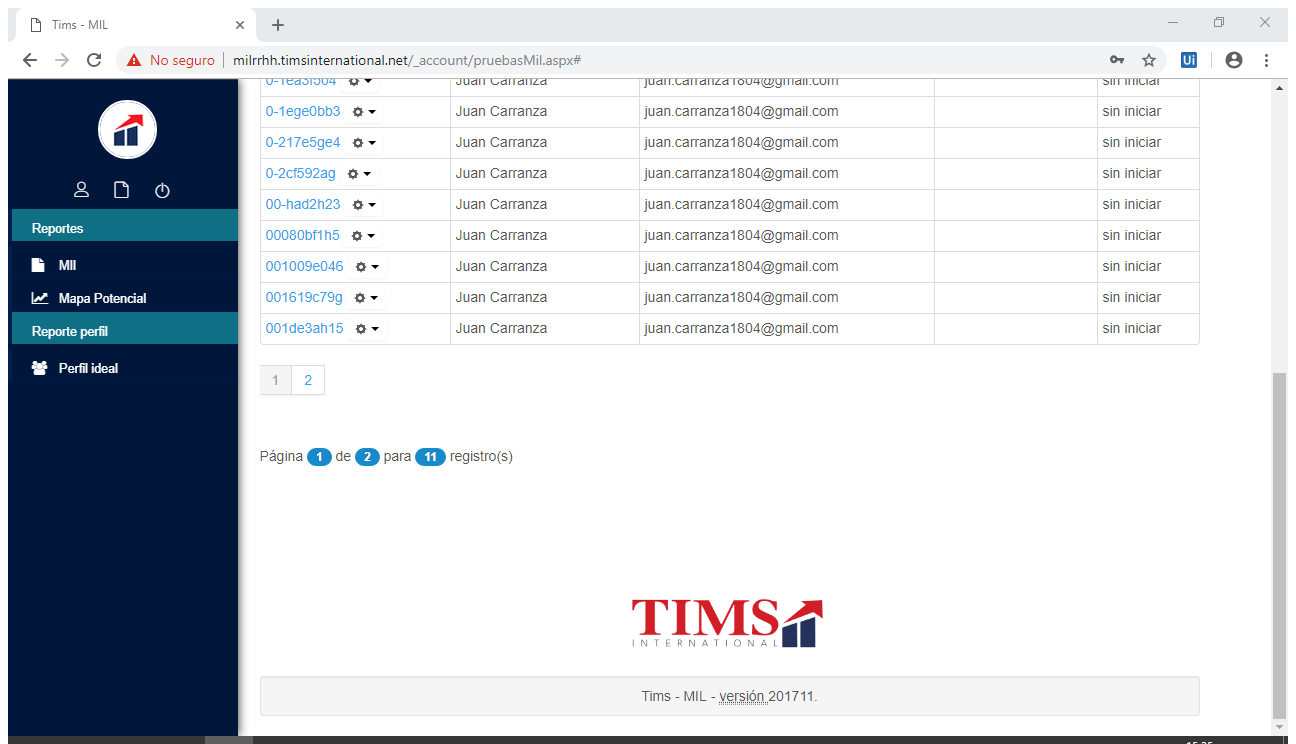 Tims - MIL
No seguro milrrhh.timsinternational.net/_account/pruebasMil.aspx#
Ui
0-1ea3f504 Juan Carranza juan.carranza1804@gmail.com sin iniciar
0-1ege0bb3 Juan Carranza juan.carranza1804@gmail.com sin iniciar
0-217e5ge4 Juan Carranza juan.carranza1804@gmail.com sin iniciar
0-2cf592ag Juan Carranza juan.carranza1804@gmail.com sin iniciar
00-had2h23 Juan Carranza juan.carranza1804@gmail.com sin iniciar
00080bf1h5 Juan Carranza juan.carranza1804@gmail.com sin iniciar
001009e046 Juan Carranza juan.carranza1804@gmail.com sin iniciar
001619c79g Juan Carranza juan.carranza1804@gmail.com sin iniciar
001de3ah15 Juan Carranza juan.carranza1804@gmail.com sin iniciar
Reportes
MIl
Mapa Potencial
Reporte perfil
Perfil ideal
1 2
Página 1 de 2 para 11 registro(s)
TIMS
INTERNATIONAL
Tims - MIL - versión 201711.